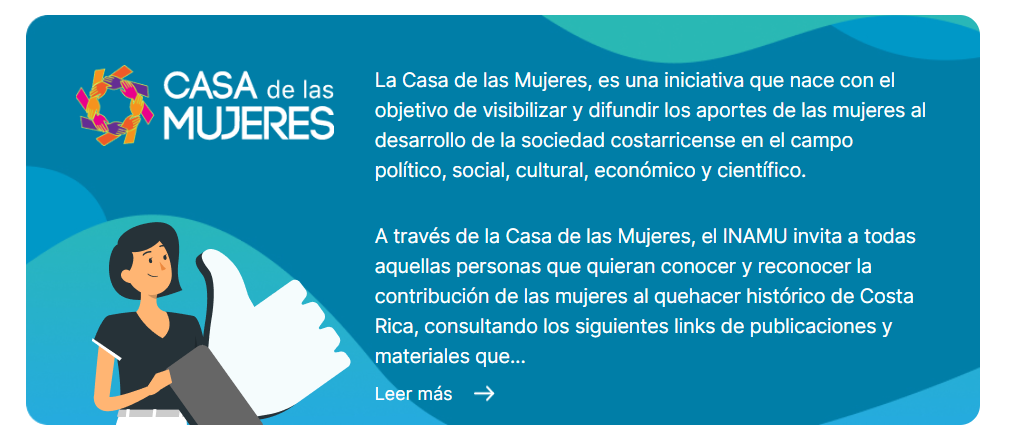 CASA de las
MUJERES
La Casa de las Mujeres, es una iniciativa que nace con el
objetivo de visibilizar y difundir los aportes de las mujeres al
desarrollo de la sociedad costarricense en el campo
político, social, cultural, económico y científico.
A través de la Casa de las Mujeres, el INAMU invita a todas
aquellas personas que quieran conocer y reconocer la
contribución de las mujeres al quehacer histórico de Costa
Rica, consultando los siguientes links de publicaciones y
materiales que...
Leer más →